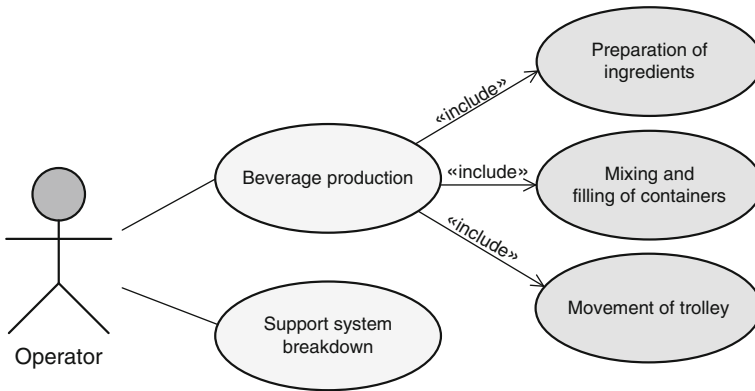 Preparation of
ingredients
«include»
Beverage production
«include»
Mixing and
filling of containers
«include»
Movement of trolley
Support system
breakdown
Operator